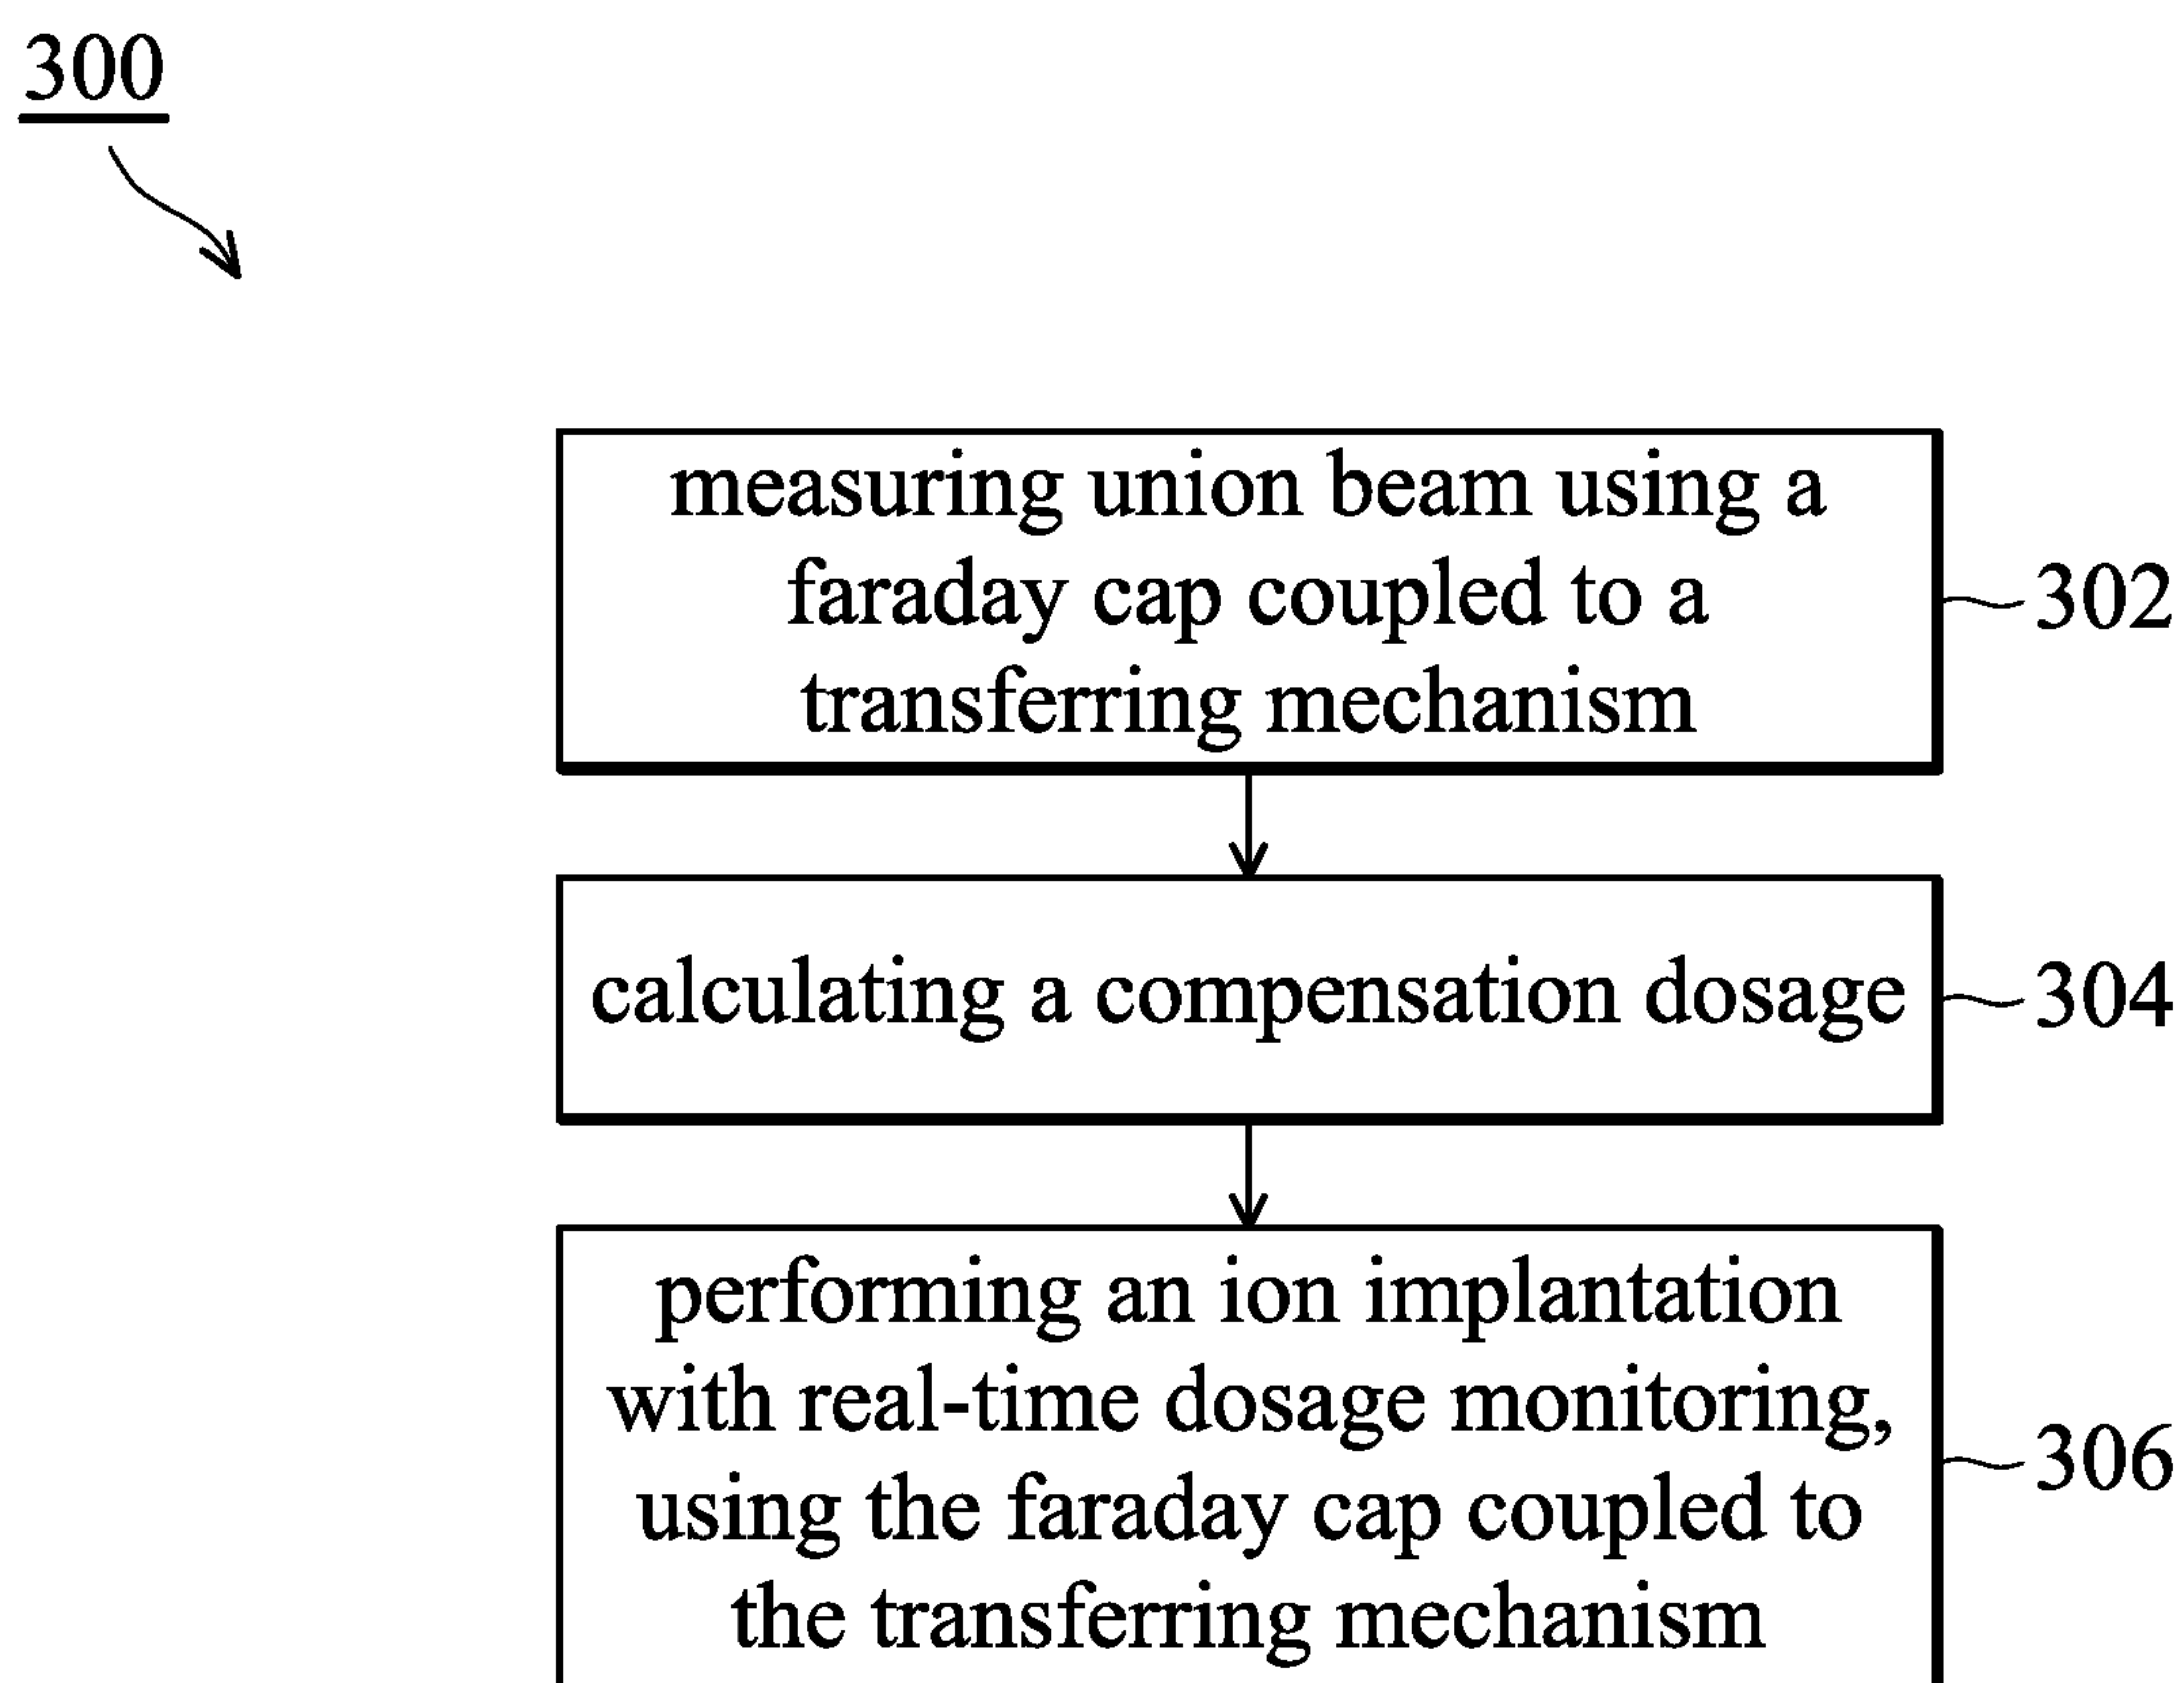 300
measuring union beam using a
faraday cap coupled to a
transferring mechanism
302
calculating a compensation dosage
304
performing an ion implantation
with real-time dosage monitoring,
using the faraday cap coupled to
the transferring mechanism
306